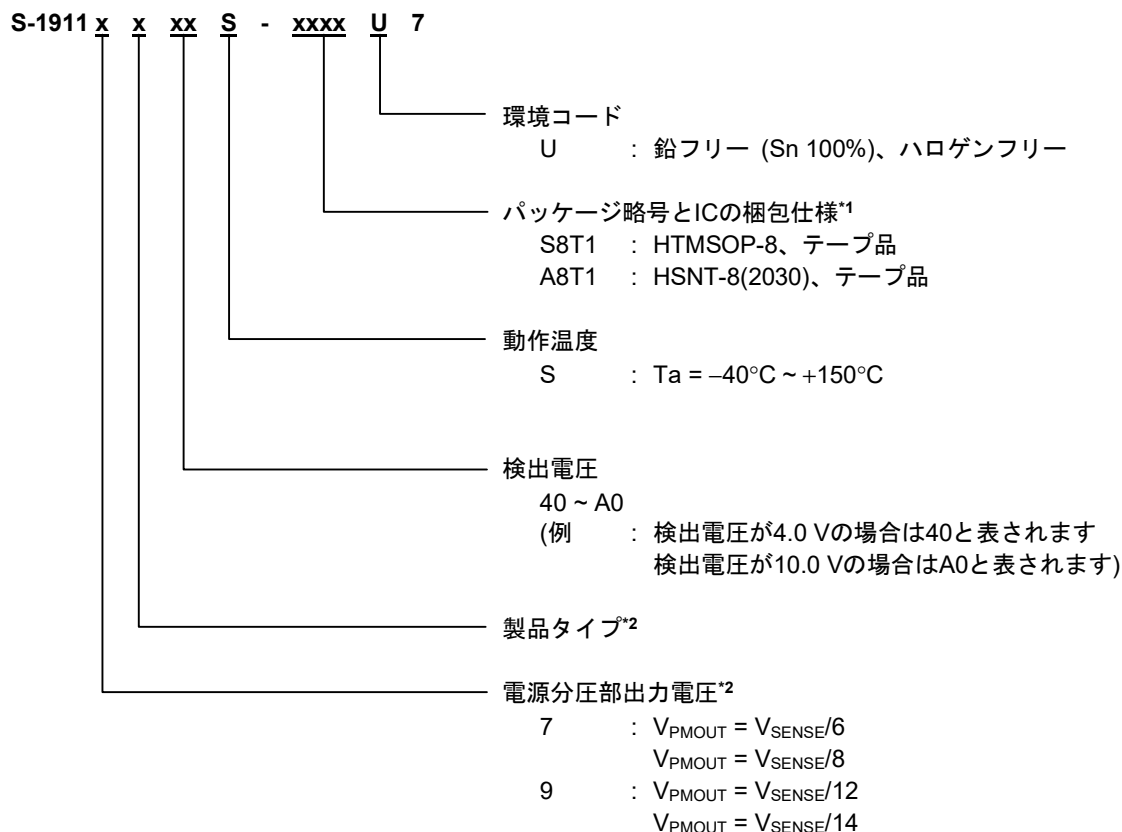 S-1911 x x xx S - xxxx U 7
環境コード
U : 鉛フリー (Sn 100%)、ハロゲンフリー
パッケージ略号とICの梱包仕様*1
S8T1 : HTMSOP-8、テープ品
A8T1 : HSNT-8(2030)、テープ品
動作温度
S : Ta = −40°C ~ +150°C
検出電圧
40 ~ A0
(例 : 検出電圧が4.0 Vの場合は40と表されます
検出電圧が10.0 Vの場合はA0と表されます)
製品タイプ*2
電源分圧部出力電圧*2
7 : VPMOUT = VSENSE/6
VPMOUT = VSENSE/8
9 : VPMOUT = VSENSE/12
VPMOUT = VSENSE/14